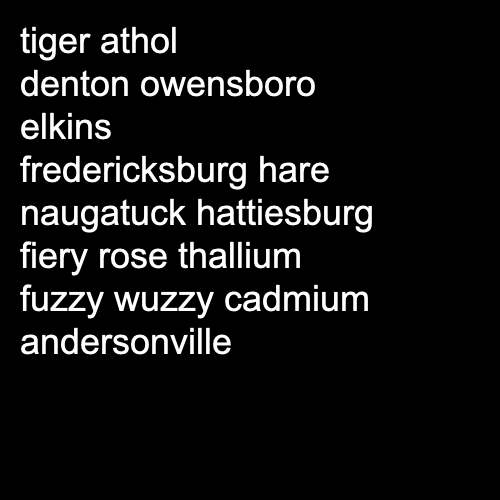 tiger athol
denton owensboro
elkins
fredericksburg hare
naugatuck hattiesburg
fiery rose thallium
fuzzy wuzzy cadmium
andersonville